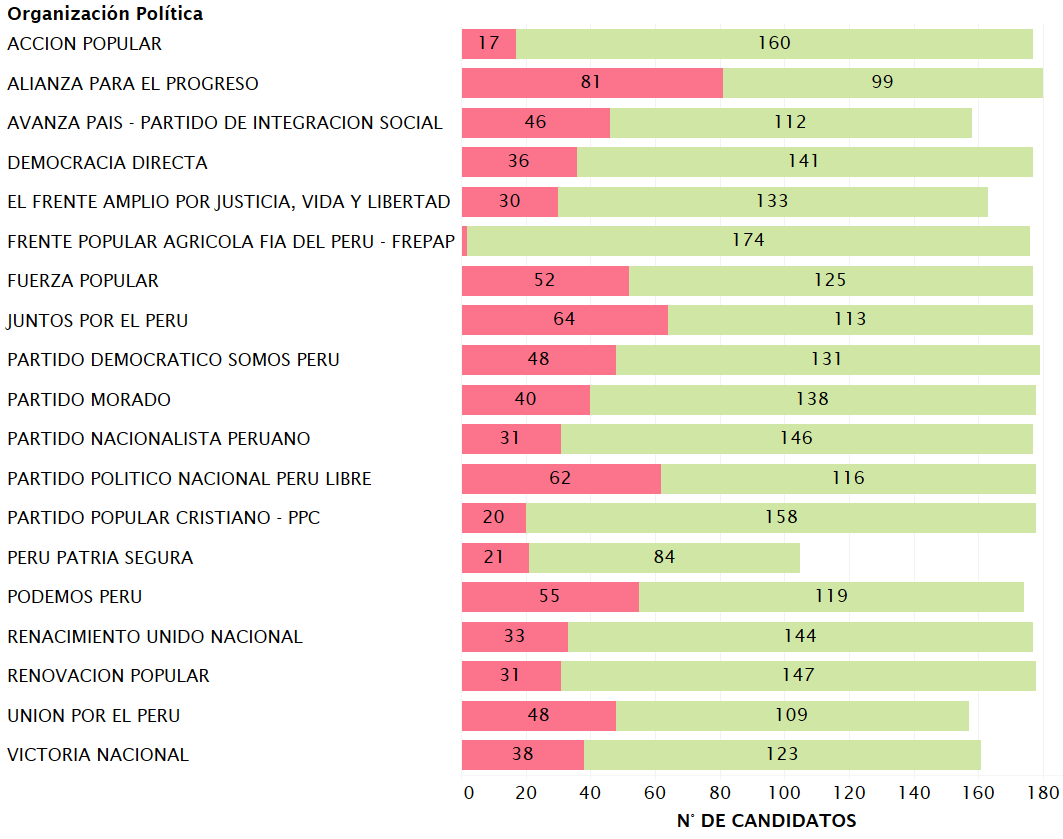 Organización Política
ACCION POPULAR 17 160
ALIANZA PARA EL PROGRESO 81 99
AVANZA PAIS - PARTIDO DE INTEGRACION SOCIAL 46 112
DEMOCRACIA DIRECTA 36 141
EL FRENTE AMPLIO POR JUSTICIA, VIDA Y LIBERTAD 30 133
FRENTE POPULAR AGRICOLA FIA DEL PERU - FREPAP 174
FUERZA POPULAR 52 125
JUNTOS POR EL PERU 64 113
PARTIDO DEMOCRATICO SOMOS PERU 48 131
PARTIDO MORADO 40 138
PARTIDO NACIONALISTA PERUANO 31 146
PARTIDO POLITICO NACIONAL PERU LIBRE 62 116
PARTIDO POPULAR CRISTIANO - PPC 20 158
PERU PATRIA SEGURA 21 84
PODEMOS PERU 55 119
RENACIMIENTO UNIDO NACIONAL 33 144
RENOVACION POPULAR 31 147
UNION POR EL PERU 48 109
VICTORIA NACIONAL 38 123
0 20 40 60 80 100 120 140 160 180
N° DE CANDIDATOS